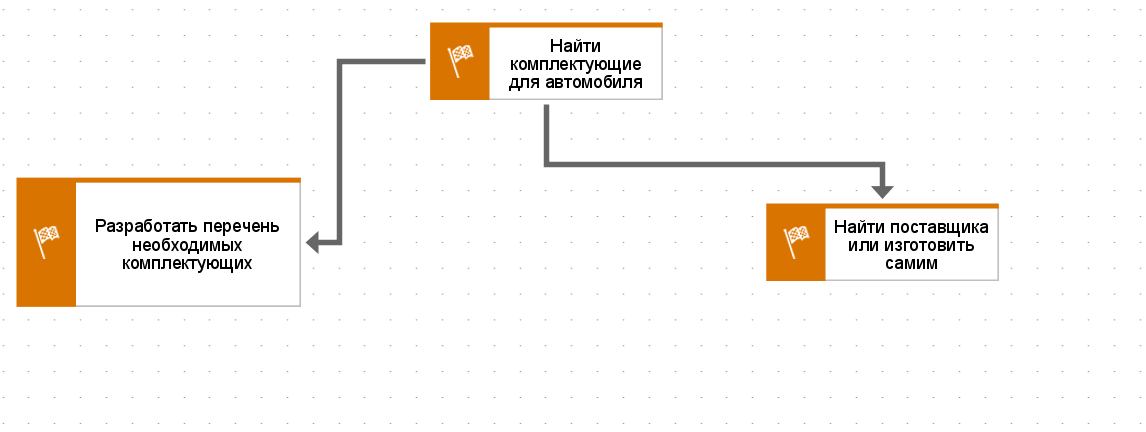 Найти
комплектующие
для автомобиля
Разработать перечень
необходимых
комплектующих
Найти поставщика
или изготовить
самим